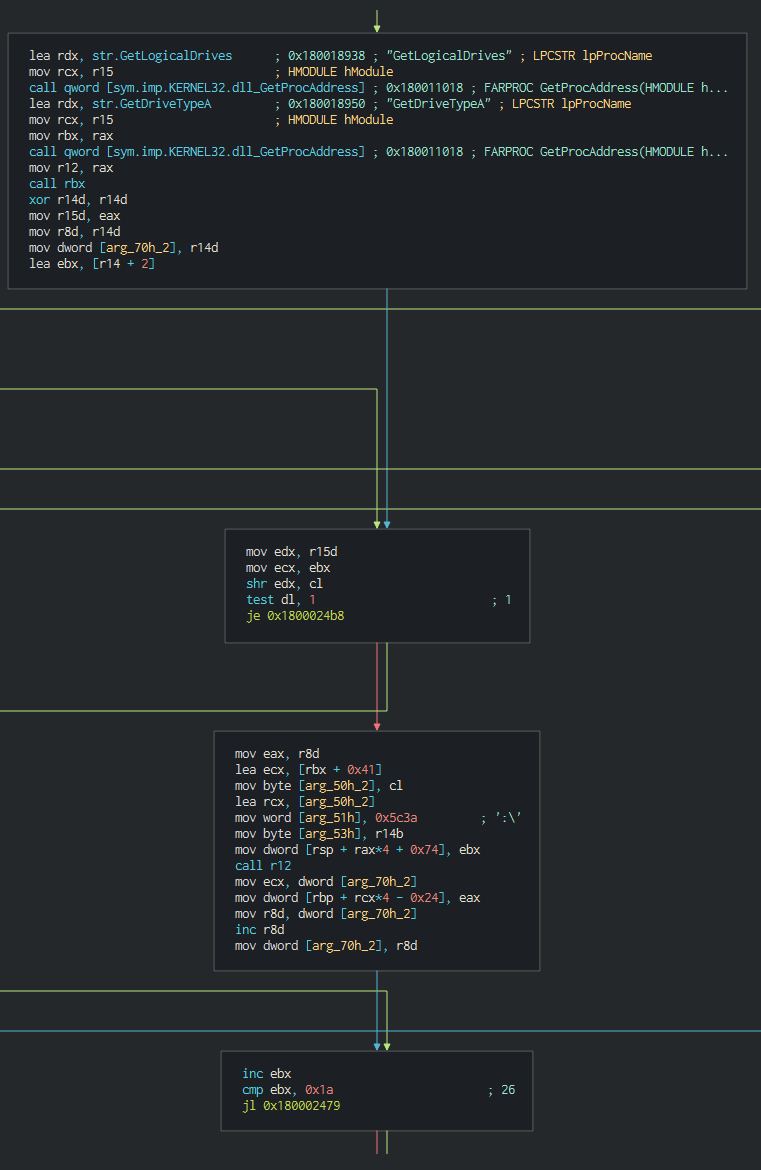 lea rdx, str.GetLogicalDrives ; 0x180018938 ; "GetLogicalDrives" ; LPCSTR lpProcName
mov rcx, r15 ; HMODULE hModule
call qword [sym.imp.KERNEL32.dll_GetProcAddress] ; 0x180011018 ; FARPROC GetProcAddress(HMODULE h...
lea rdx, str.GetDriveTypeA ; 0x180018950 ; "GetDriveTypeA" ; LPCSTR lpProcName
mov rcx, r15 ; HMODULE hModule
mov rbx, rax
call qword [sym.imp.KERNEL32.dll_GetProcAddress] ; 0x180011018 ; FARPROC GetProcAddress(HMODULE h...
mov r12, rax
call rbx
xor r14d, r14d
mov r15d, eax
mov r8d, r14d
mov dword [arg_70h_2], r14d
lea ebx, [r14 + 2]
mov edx, r15d
mov ecx, ebx
shr edx, cl
test dl, 1 ; 1
je 0x1800024b8
mov eax, r8d
lea ecx, [rbx + 0x41]
mov byte [arg_50h_2], cl
lea rcx, [arg_50h_2]
mov word [arg_51h], 0x5c3a ; ':\'
mov byte [arg_53h], r14b
mov dword [rsp + rax*4 + 0x74], ebx
call r12
mov ecx, dword [arg_70h_2]
mov dword [rbp + rcx*4 - 0x24], eax
mov r8d, dword [arg_70h_2]
inc r8d
mov dword [arg_70h_2], r8d
inc ebx
cmp ebx, 0x1a ; 26
jl 0x180002479